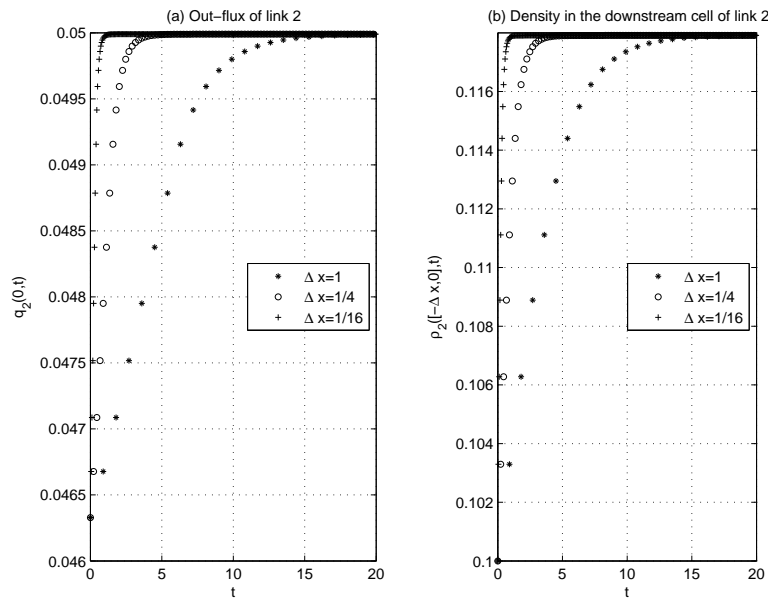 (a) Out−flux of link 2
0.05
0.0495
0.049
0.0485
0.048
0.0475
0.047
0.0465
0.046
q2(0,t)
0 5 10 15 20
t
Δ x=1
Δ x=1/4
Δ x=1/16
(b) Density in the downstream cell of link 2
0.116
0.114
0.112
0.11
0.108
0.106
0.104
0.102
0.1
ρ2([−Δ x,0],t)
0 5 10 15 20
t
Δ x=1
Δ x=1/4
Δ x=1/16